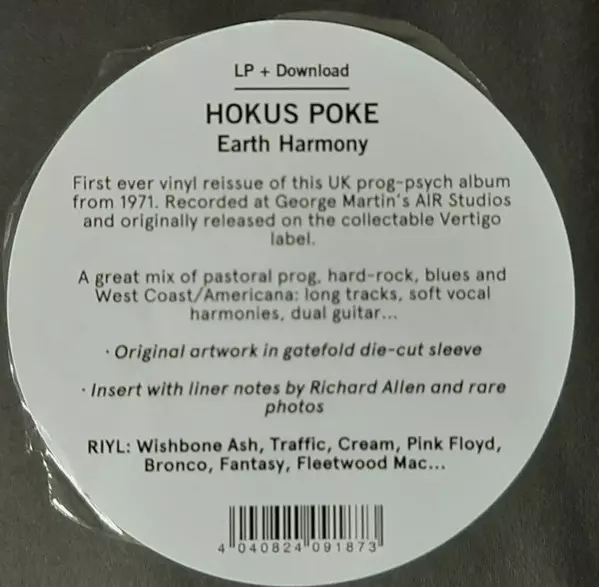 LP + Download
HOKUS POKE
Earth Harmony
First ever vinyl reissue of this UK prog-psych album
from 1971. Recorded at George Martin's AIR Studios
and originally released on the collectable Vertigo
label.
A great mix of pastoral prog, hard-rock, blues and
West Coast/Americana: long tracks, soft vocal
harmonies, dual guitar...
· Original artwork in gatefold die-cut sleeve
· Insert with liner notes by Richard Allen and rare
photos
RIYL: Wishbone Ash, Traffic, Cream, Pink Floyd,
Bronco, Fantasy, Fleetwood Mac...
4 040824 091873